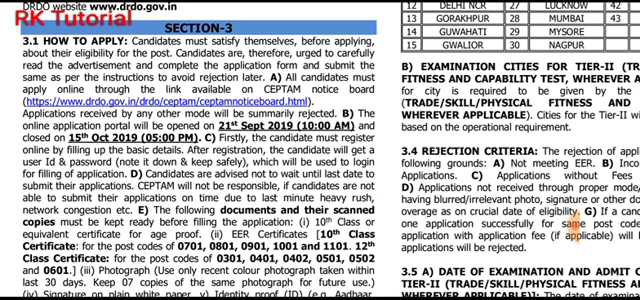 DRDO website www.drdo.gov.in
RK Tutorial
SECTION-3
3.1 HOW TO APPLY: Candidates must satisfy themselves, before applying,
about their eligibility for the post. Candidates are, therefore, urged to carefully
read the advertisement and complete the application form and submit the
same as per the instructions to avoid rejection later. A) All candidates must
apply online through the link available on CEPTAM notice board
(https://www.drdo.gov.in/drdo/ceptam/ceptamnoticeboard.html).
Applications received by any other mode will be summarily rejected. B) The
online application portal will be opened on 21st Sept 2019 (10:00 AM) and
closed on 15th Oct 2019 (05:00 PM). C) Firstly, the candidate must register
online by filling up the basic details. After registration, the candidate will get a
user Id & password (note it down & keep safely), which will be used to login
for filling of application. D) Candidates are advised not to wait until last date to
submit their applications. CEPTAM will not be responsible, if candidates are not
able to submit their applications on time due to last minute heavy rush,
network congestion etc. E) The following documents and their scanned
copies must be kept ready before filling the application: (i) 10th Class or
equivalent certificate for age proof. (ii) EER Certificates [10th Class
Certificate: for the post codes of 0701, 0801, 0901, 1001 and 1101. 12th
Class Certificate: for the post codes of 0301, 0401, 0402, 0501, 0502
and 0601.] (iii) Photograph (Use only recent colour photograph taken within
last 30 days. Keep 07 copies of the same photograph for future use.)
(iv) Signature on plain white paper. v) Identity proof (ID) (e.g. Aadhaar,
12 DELHI NCR 27 LUCKNOW 42
13 GORAKHPUR 28 MUMBAI 43
14 GUWAHATI 29 MYSORE
15 GWALIOR 30 NAGPUR
B) EXAMINATION CITIES FOR TIER-II (TR
FITNESS AND CAPABILITY TEST, WHEREVER A
for city is required to be given by the
(TRADE/SKILL/PHYSICAL FITNESS AND
WHEREVER APPLICABLE). Cities for the Tier-II wi
based on the operational requirement.
3.4 REJECTION CRITERIA: The rejection of appli
following grounds: A) Not meeting EER. B) Inco
Applications. C) Applications without Fees
D) Applications not received through proper mode
having blurred/irrelevant photo, signature or other do
overage as on crucial date of eligibility. G) If a cand
one application successfully for same post code
application with application fee (if applicable) will
applications will be rejected.
3.5 A) DATE OF EXAMINATION AND ADMIT C
TIER-II (TRADE/SKILL/PHYSICAL FITNESS
WHEREVER APPLICABLE): The date of examina